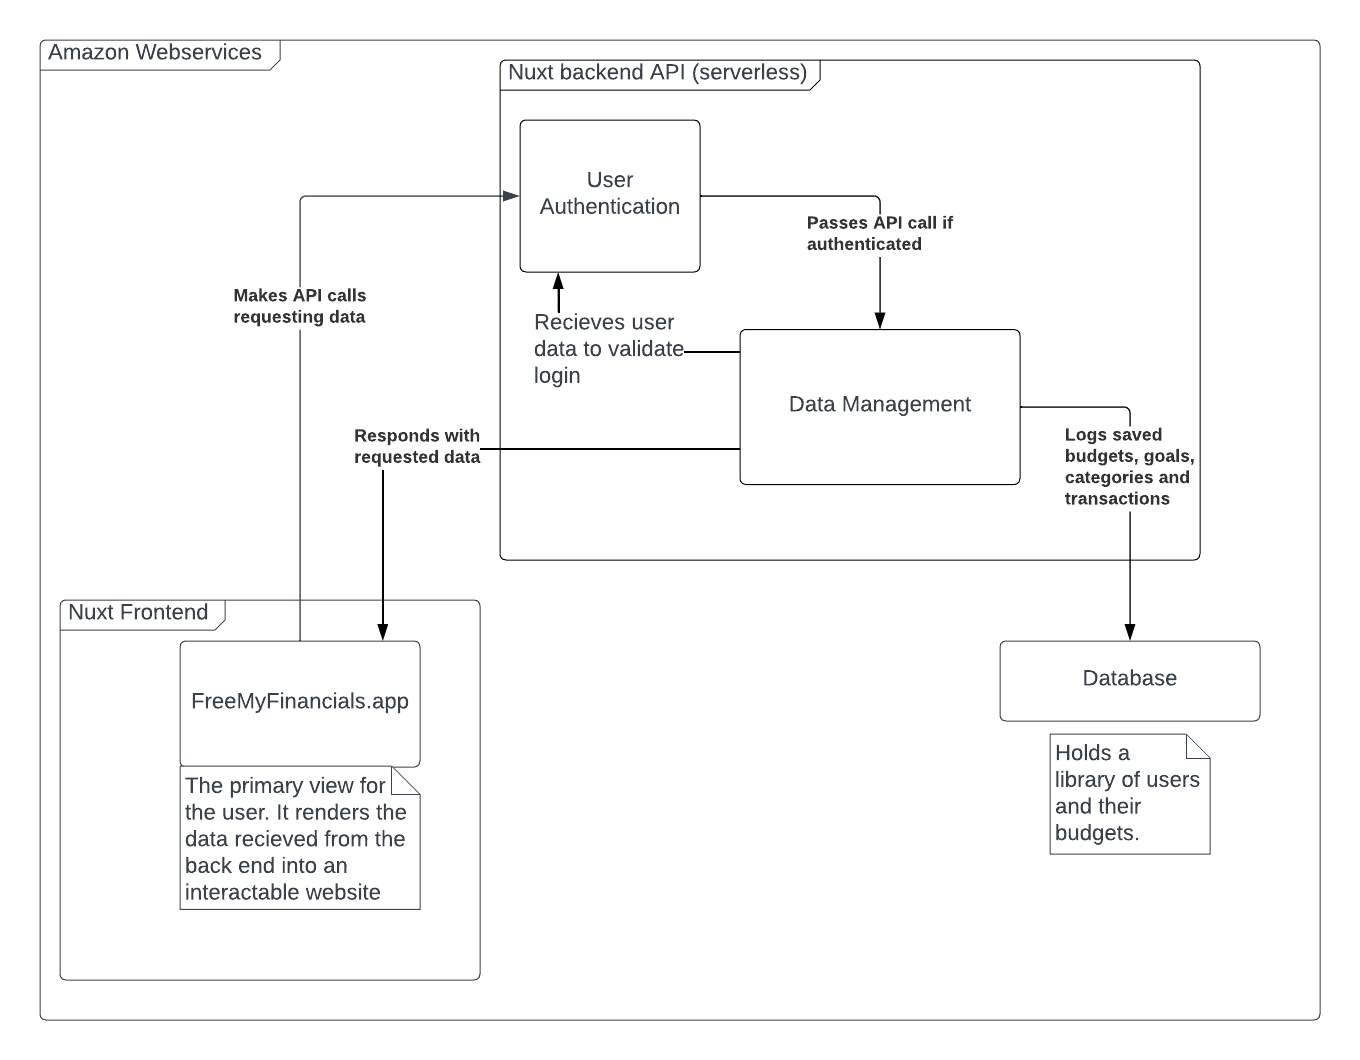 Amazon Webservices
Nuxt backend API (serverless)
User
Authentication
Passes API call if
authenticated
Makes API calls
requesting data
Recieves user
data to validate
login
Data Management
Responds with
requested data
Logs saved
budgets, goals,
categories and
transactions
Nuxt Frontend
FreeMyFinancials.app
The primary view for
the user. It renders the
data recieved from the
back end into an
interactable website
Database
Holds a
library of users
and their
budgets.